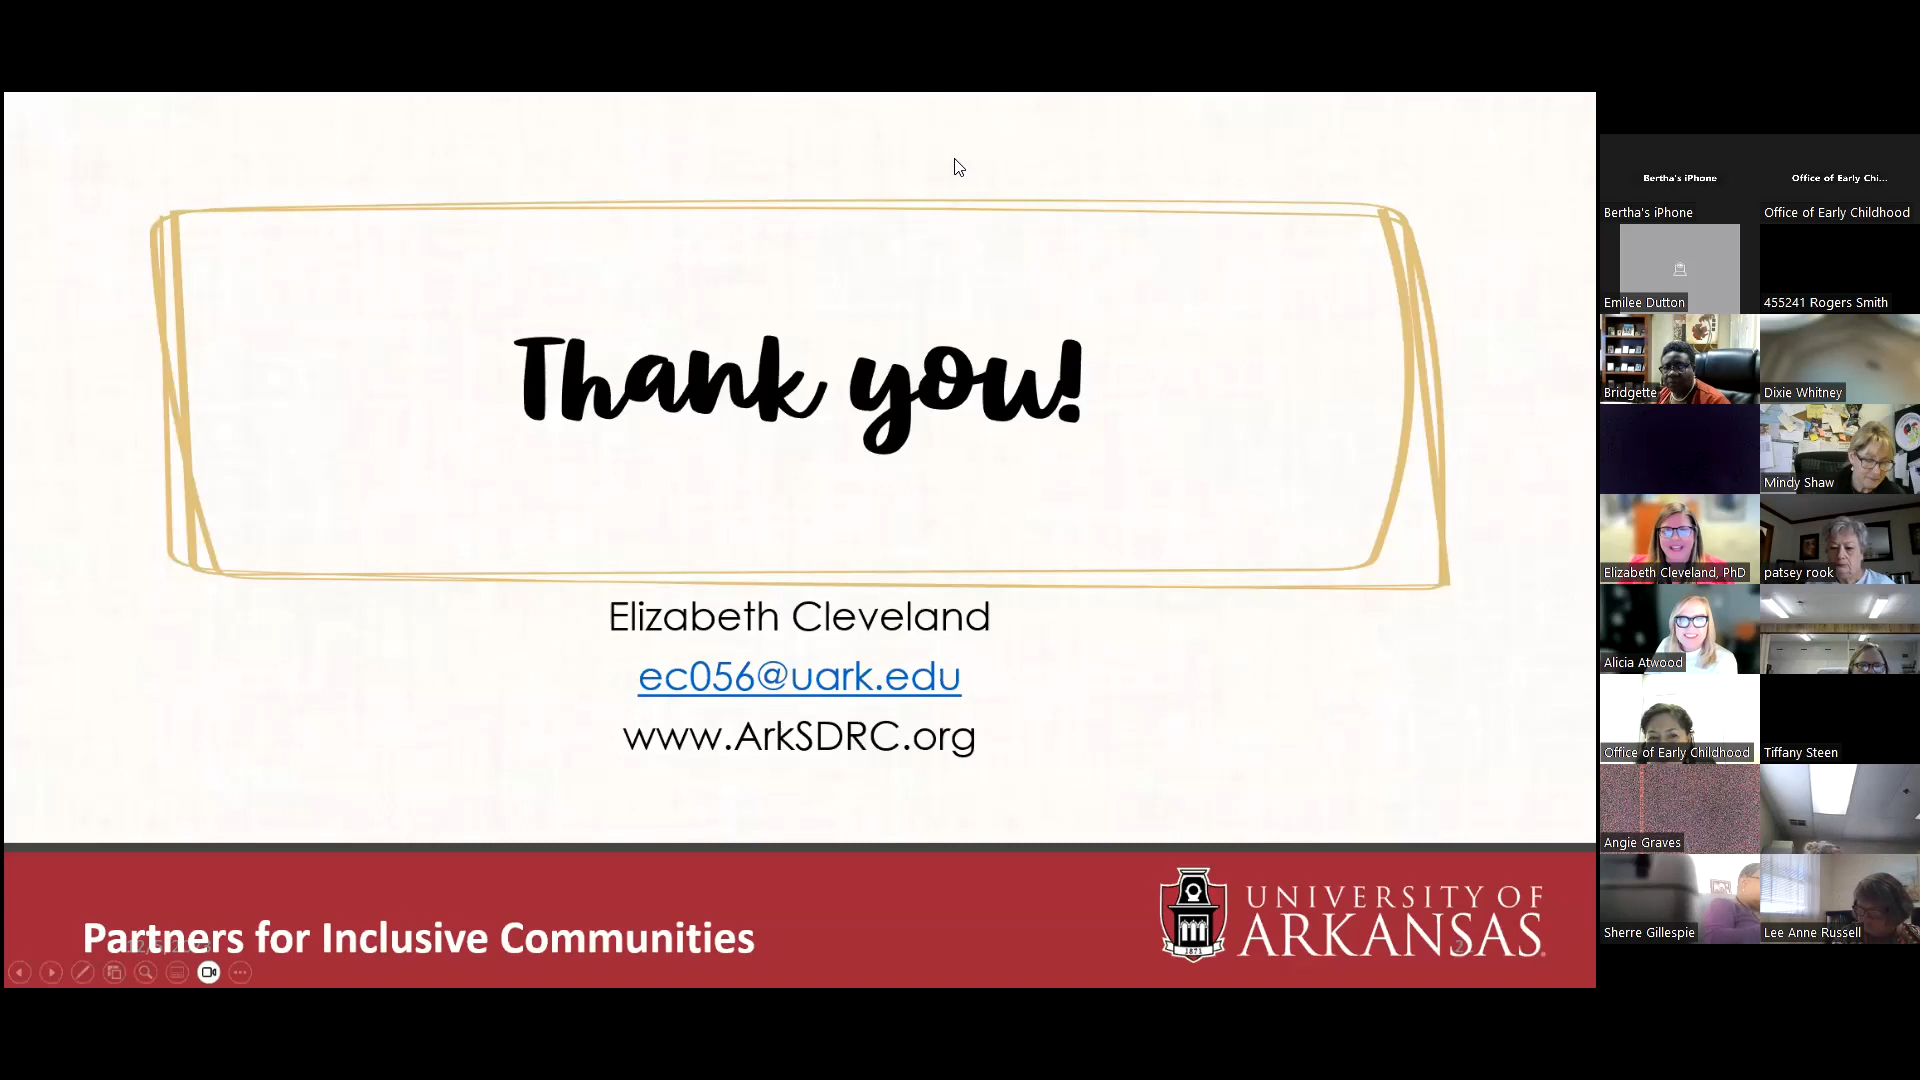 Thank you!
Elizabeth Cleveland
ec056@uark.edu
www.ArkSDRC.org
Partners for Inclusive Communities
UNIVERSITY OF
ARKANSAS
1871
2
Bertha's iPhone
Office of Early Chi...
Bertha's iPhone
Office of Early Childhood
Emilee Dutton
455241 Rogers Smith
Bridgette
Dixie Whitney
Mindy Shaw
Elizabeth Cleveland, PhD
patsey rook
Alicia Atwood
Office of Early Childhood
Tiffany Steen
Angie Graves
Sherre Gillespie
Lee Anne Russell